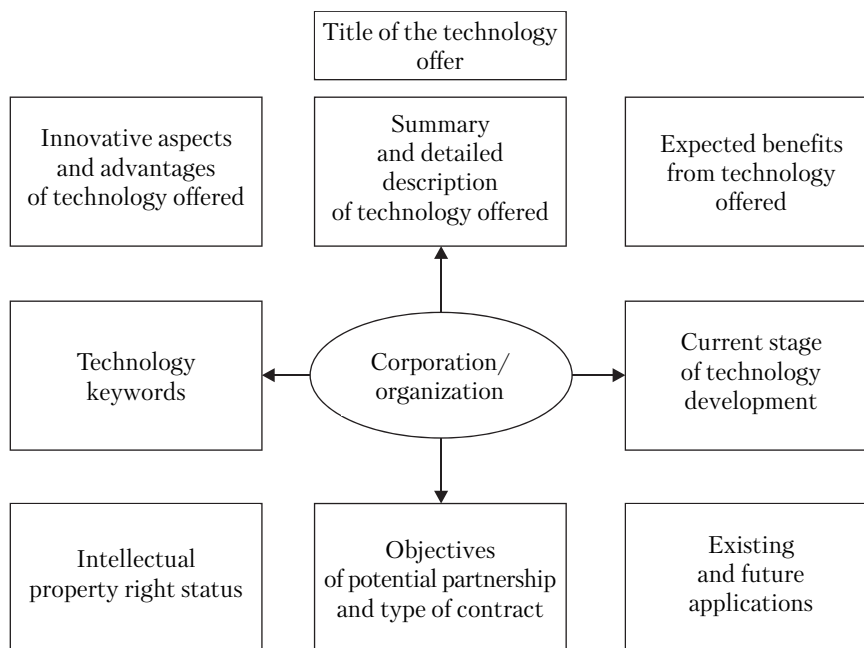 Title of the technology
offer
Innovative aspects
and advantages
of technology offered
Summary
and detailed
description
of technology offered
Expected benefits
from technology
offered
Technology
keywords
Corporation/
organization
Current stage
of technology
development
Intellectual
property right status
Objectives
of potential partnership
and type of contract
Existing
and future
applications